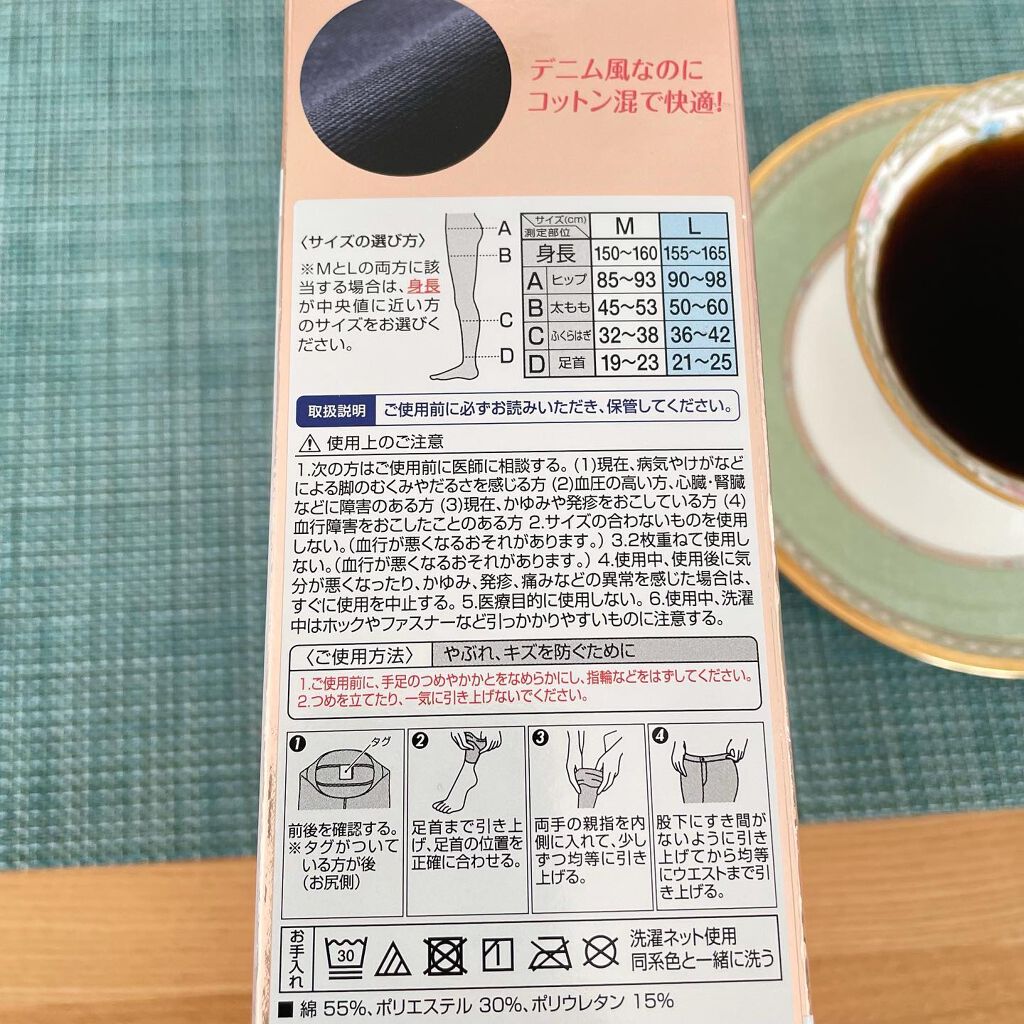 デニム風なのに
コットン混で快適!
〈サイズの選び方〉
※MとLの両方に該
当する場合は、身長
が中央値に近い方
のサイズをお選びく
ださい。
A
B
C
D
サイズ(cm) 測定部位 M L
身長 150〜160 155〜165
A ヒップ 85〜93 90〜98
B 太もも 45〜53 50〜60
C ふくらはぎ 32〜38 36〜42
D 足首 19〜23 21〜25
取扱説明 ご使用前に必ずお読みいただき、保管してください。
⚠ 使用上のご注意
1.次の方はご使用前に医師に相談する。(1)現在、病気やけがなど
による脚のむくみやだるさを感じる方 (2)血圧の高い方、心臓・腎臓
などに障害のある方 (3)現在、かゆみや発疹をおこしている方 (4)
血行障害をおこしたことのある方 2.サイズの合わないものを使用
しない。(血行が悪くなるおそれがあります。) 3.2枚重ねて使用し
ない。(血行が悪くなるおそれがあります。) 4.使用中、使用後に気
分が悪くなったり、かゆみ、発疹、痛みなどの異常を感じた場合は、
すぐに使用を中止する。 5.医療目的に使用しない。 6.使用中、洗濯
中はホックやファスナーなど引っかかりやすいものに注意する。
〈ご使用方法〉 やぶれ、キズを防ぐために
1.ご使用前に、手足のつめやかかとをなめらかにし、指輪などをはずしてください。
2.つめを立てたり、一気に引き上げないでください。
❶ タグ
前後を確認する。
※タグがついて
いる方が後
(お尻側)
❷
足首まで引き上
げ、足首の位置を
正確に合わせる。
❸
両手の親指を内
側に入れて、少し
ずつ均等に引き
上げる。
❹
股下にすき間が
ないように引き
上げてから均等
にウエストまで引
き上げる。
お手入れ
30
洗濯ネット使用
同系色と一緒に洗う
■ 綿 55%、ポリエステル 30%、ポリウレタン 15%